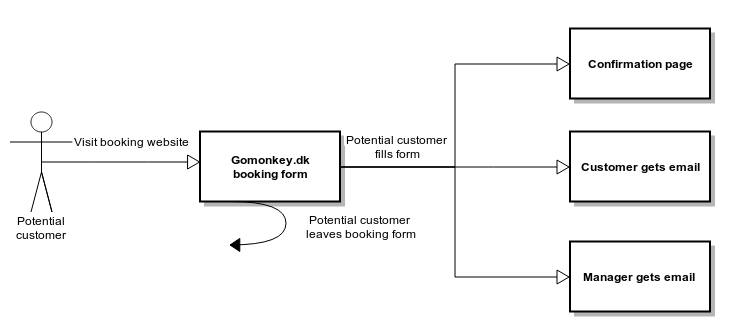 Confirmation page
Visit booking website
Potential customer
fills form
Gomonkey.dk
booking form
Customer gets email
Potential
customer
Potential customer
leaves booking form
Manager gets email